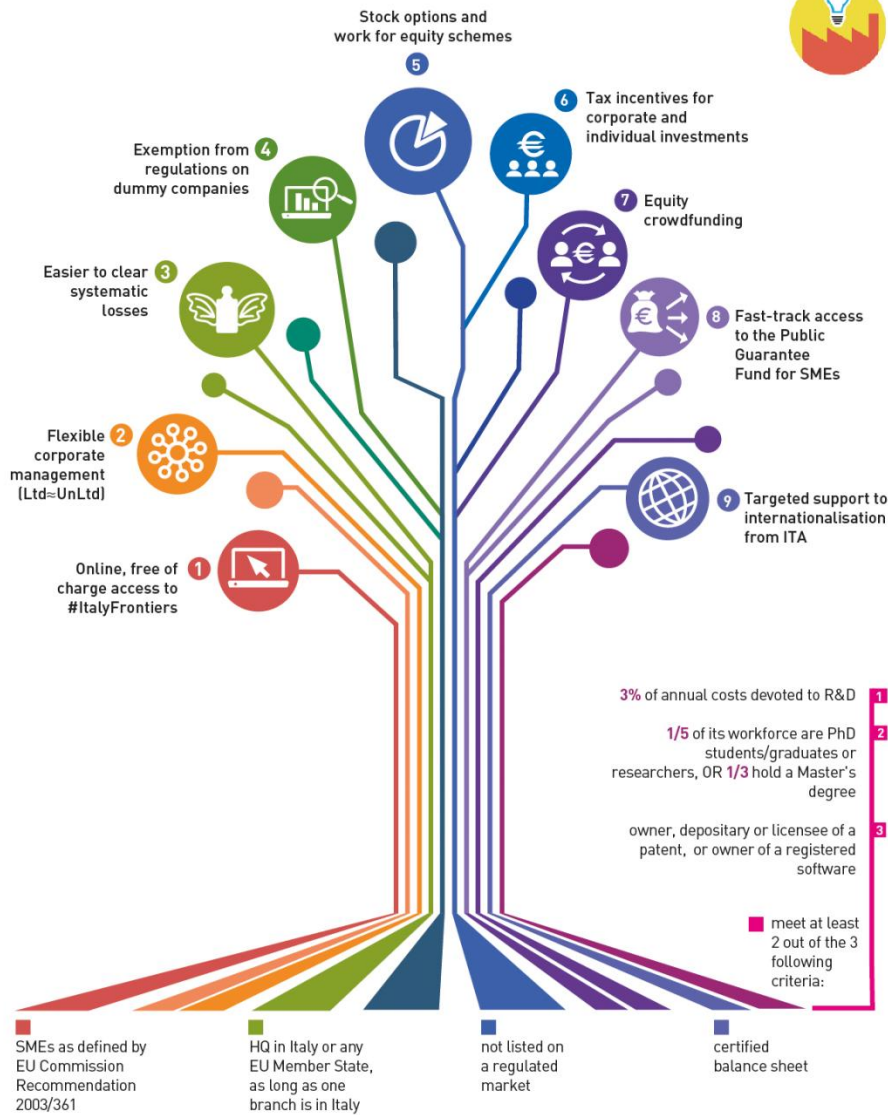 Stock options and
work for equity schemes
5
6
Tax incentives for
corporate and
individual investments
4
Exemption from
regulations on
dummy companies
7
Equity
crowdfunding
3
Easier to clear
systematic
losses
8
Fast-track access
to the Public
Guarantee
Fund for SMEs
2
Flexible
corporate
management
(Ltd≈UnLtd)
9
Targeted support to
internationalisation
from ITA
1
Online, free of
charge access to
#ItalyFrontiers
€
€
€
3% of annual costs devoted to R&D
1
1/5 of its workforce are PhD
students/graduates or
researchers, OR 1/3 hold a Master's
degree
2
owner, depositary or licensee of a
patent, or owner of a registered
software
3
meet at least
2 out of the 3
following
criteria:
SMEs as defined by
EU Commission
Recommendation
2003/361
HQ in Italy or any
EU Member State,
as long as one
branch is in Italy
not listed on
a regulated
market
certified
balance sheet